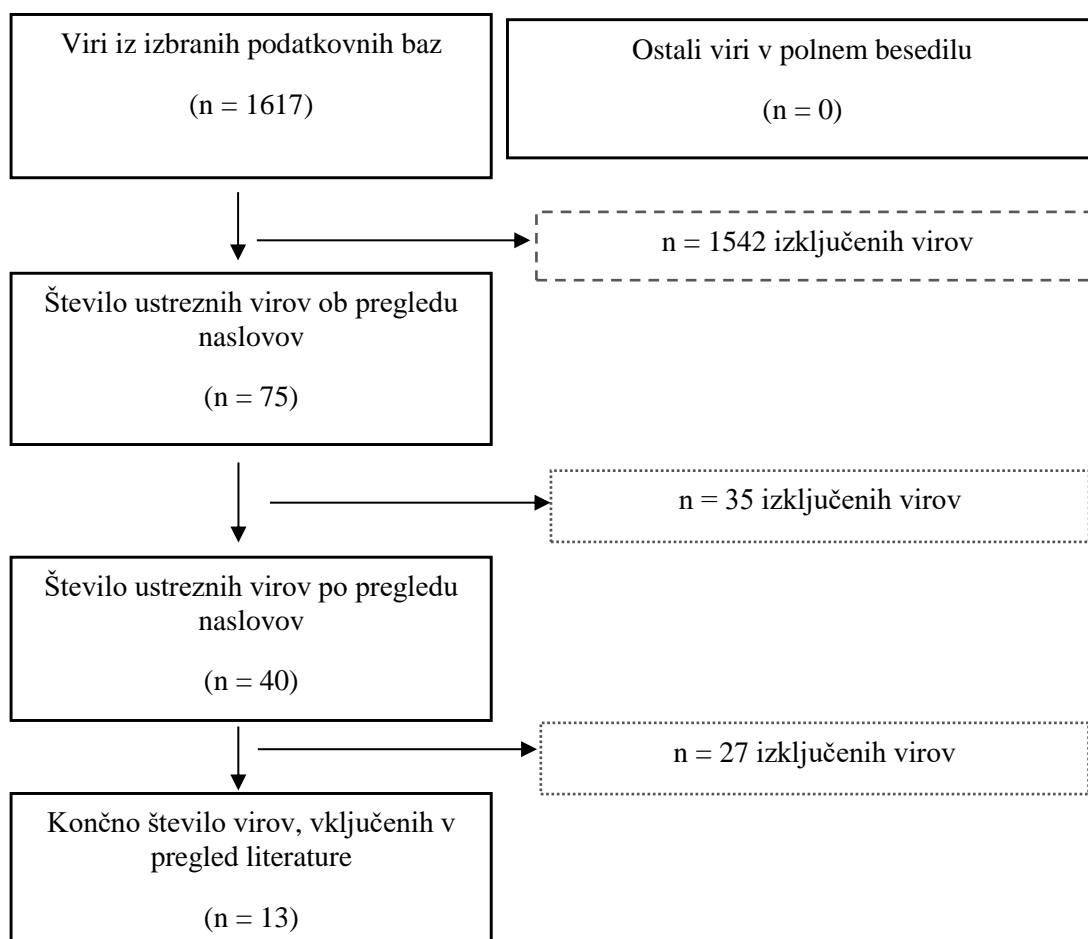 Viri iz izbranih podatkovnih baz
(n = 1617)
Ostali viri v polnem besedilu
(n = 0)
n = 1542 izključenih virov
Število ustreznih virov ob pregledu
naslovov
(n = 75)
n = 35 izključenih virov
Število ustreznih virov po pregledu
naslovov
(n = 40)
n = 27 izključenih virov
Končno število virov, vključenih v
pregled literature
(n = 13)